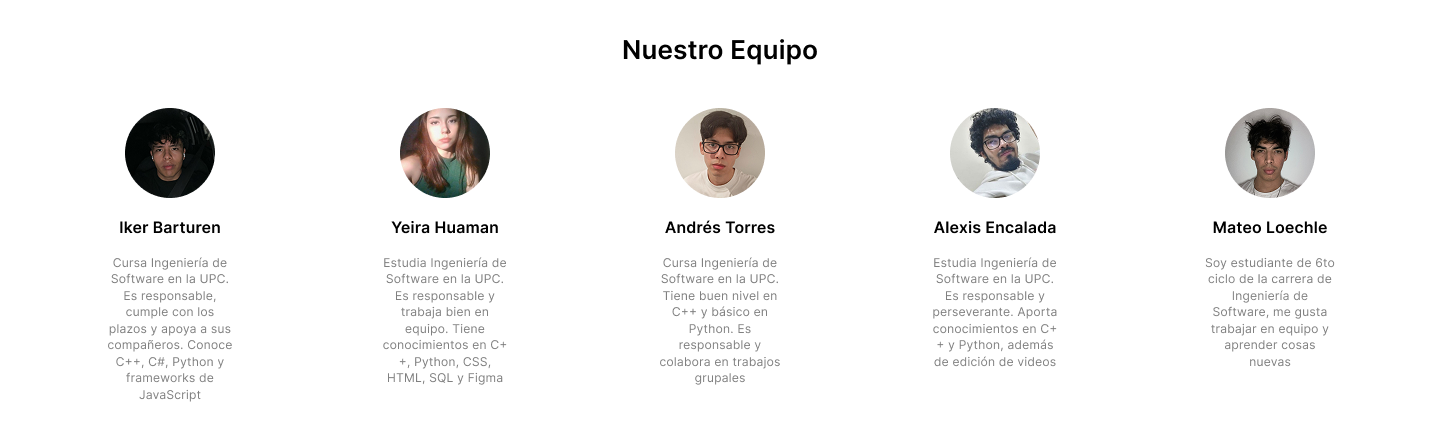 Nuestro Equipo
Iker Barturen
Cursa Ingeniería de
Software en la UPC.
Es responsable,
cumple con los
plazos y apoya a sus
compañeros. Conoce
C++, C#, Python y
frameworks de
JavaScript
Yeira Huaman
Estudia Ingeniería de
Software en la UPC.
Es responsable y
trabaja bien en
equipo. Tiene
conocimientos en C+
+, Python, CSS,
HTML, SQL y Figma
Andrés Torres
Cursa Ingeniería de
Software en la UPC.
Tiene buen nivel en
C++ y básico en
Python. Es
responsable y
colabora en trabajos
grupales
Alexis Encalada
Estudia Ingeniería de
Software en la UPC.
Es responsable y
perseverante. Aporta
conocimientos en C+
+ y Python, además
de edición de videos
Mateo Loechle
Soy estudiante de 6to
ciclo de la carrera de
Ingeniería de
Software, me gusta
trabajar en equipo y
aprender cosas
nuevas